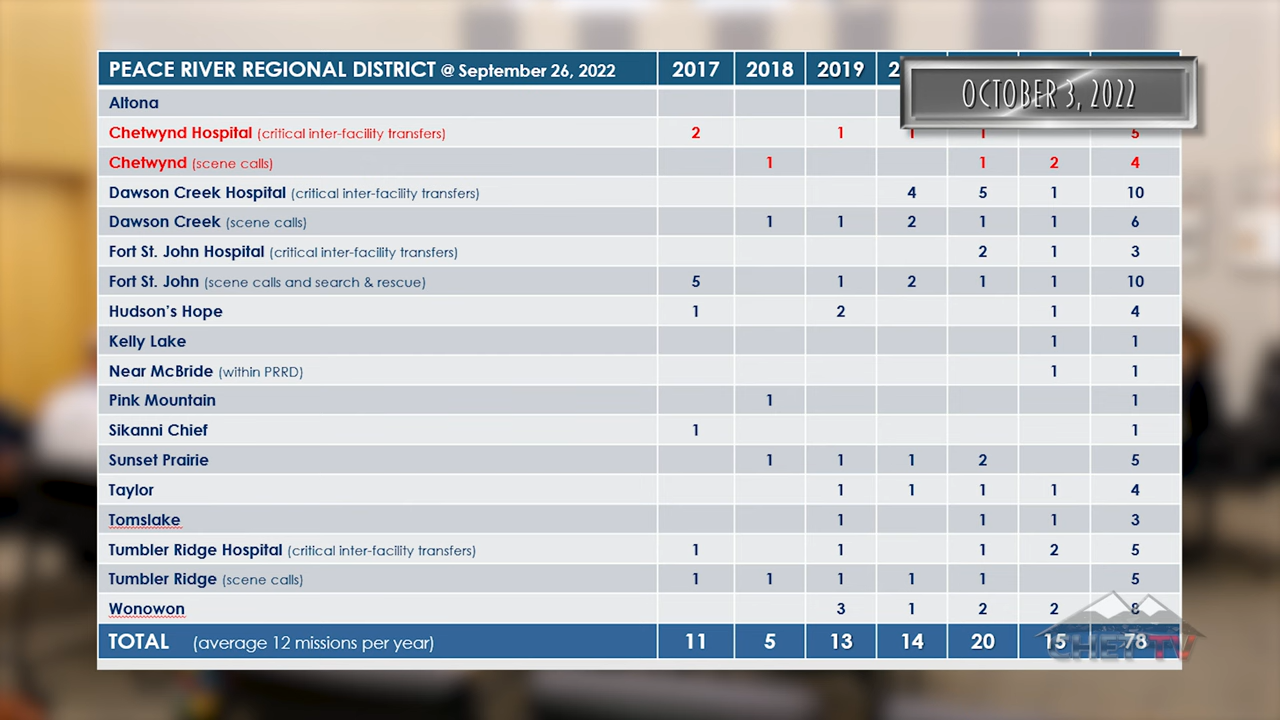 PEACE RIVER REGIONAL DISTRICT @ September 26, 2022 2017 2018 2019 2
OCTOBER 3, 2022
Altona
Chetwynd Hospital (critical inter-facility transfers) 2 1 1 1 5
Chetwynd (scene calls) 1 1 2 4
Dawson Creek Hospital (critical inter-facility transfers) 4 5 1 10
Dawson Creek (scene calls) 1 1 2 1 1 6
Fort St. John Hospital (critical inter-facility transfers) 2 1 3
Fort St. John (scene calls and search & rescue) 5 1 2 1 1 10
Hudson's Hope 1 2 1 4
Kelly Lake 1 1
Near McBride (within PRRD) 1 1
Pink Mountain 1 1
Sikanni Chief 1 1
Sunset Prairie 1 1 1 2 5
Taylor 1 1 1 1 4
Tomslake 1 1 1 3
Tumbler Ridge Hospital (critical inter-facility transfers) 1 1 1 2 5
Tumbler Ridge (scene calls) 1 1 1 1 1 5
Wonowon 3 1 2 2 8
TOTAL (average 12 missions per year) 11 5 13 14 20 15 78
CHET TV